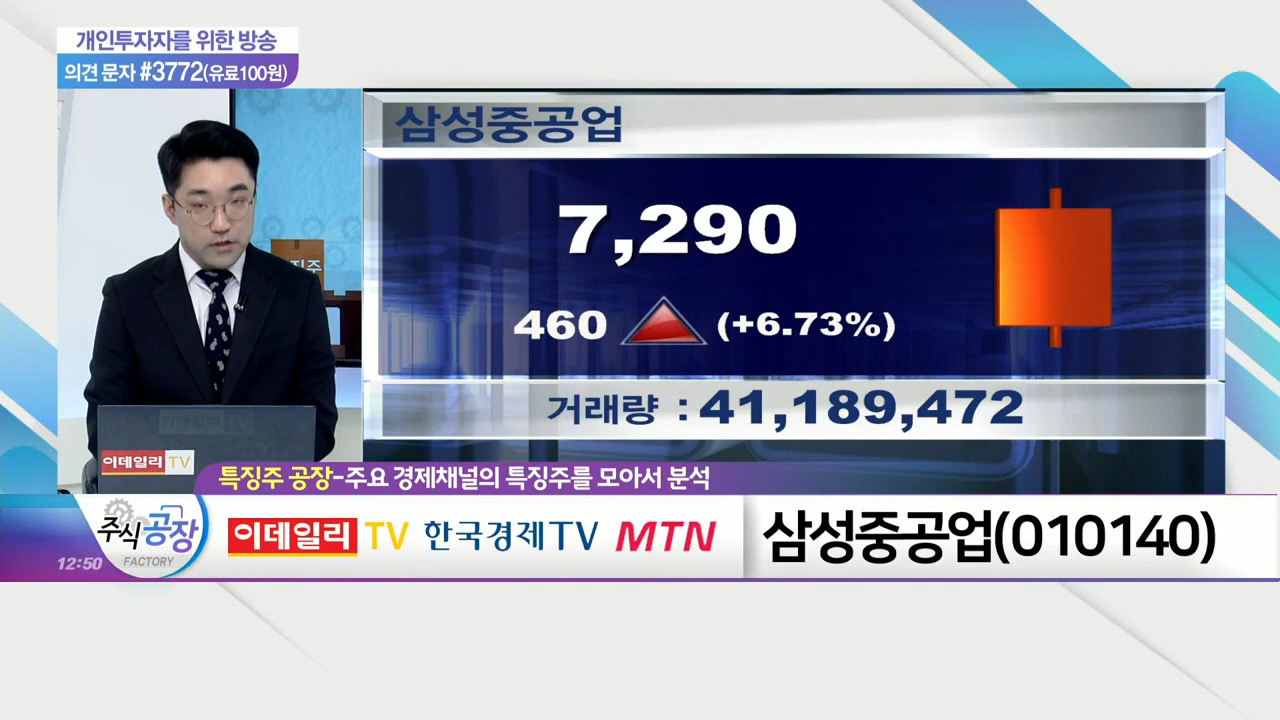 개인투자자를 위한 방송
의견 문자 #3772(유료100원)
삼성중공업
7,290
460 ▲ (+6.73%)
거래량 : 41,189,472
징주
이데일리 TV
특징주 공장-주요 경제채널의 특징주를 모아서 분석
주식공장
FACTORY
12:50
이데일리 TV 한국경제TV MTN
삼성중공업(010140)